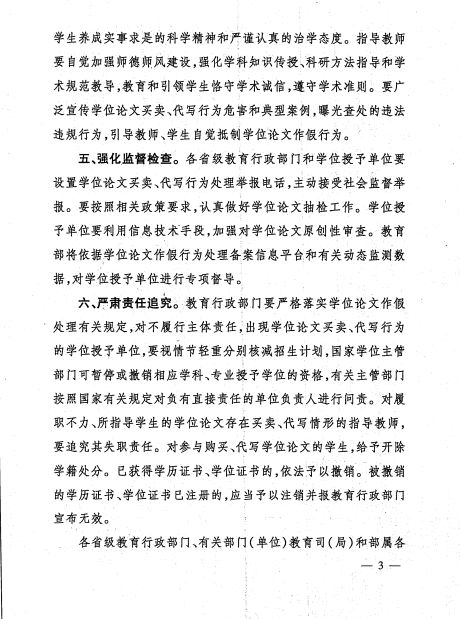 学生养成实事求是的科学精神和严谨认真的治学态度。指导教师
要自觉加强师德师风建设,强化学科知识传授、科研方法指导和学
术规范教导,教育和引领学生恪守学术诚信,遵守学术准则。要广
泛宣传学位论文买卖、代写行为危害和典型案例,曝光查处的违法
违规行为,引导教师、学生自觉抵制学位论文作假行为。
五、强化监督检查。各省级教育行政部门和学位授予单位要
设置学位论文买卖、代写行为处理举报电话,主动接受社会监督举
报。要按照相关政策要求,认真做好学位论文抽检工作。学位授
予单位要利用信息技术手段,加强对学位论文原创性审查。教育
部将依据学位论文作假行为处理备案信息平台和有关动态监测数
据,对学位授予单位进行专项督导。
六、严肃责任追究。教育行政部门要严格落实学位论文作假
处理有关规定,对不履行主体责任,出现学位论文买卖、代写行为
的学位授予单位,要视情节轻重分别核减招生计划,国家学位主管
部门可暂停或撤销相应学科、专业授予学位的资格,有关主管部门
按照国家有关规定对负有直接责任的单位负责人进行问责。对履
职不力、所指导学生的学位论文存在买卖、代写情形的指导教师,
要追究其失职责任。对参与购买、代写学位论文的学生,给予开除
学籍处分。已获得学历证书、学位证书的,依法予以撤销。被撤销
的学历证书、学位证书已注册的,应当予以注销并报教育行政部门
宣布无效。
各省级教育行政部门、有关部门(单位)教育司(局)和部属各
— 3 —